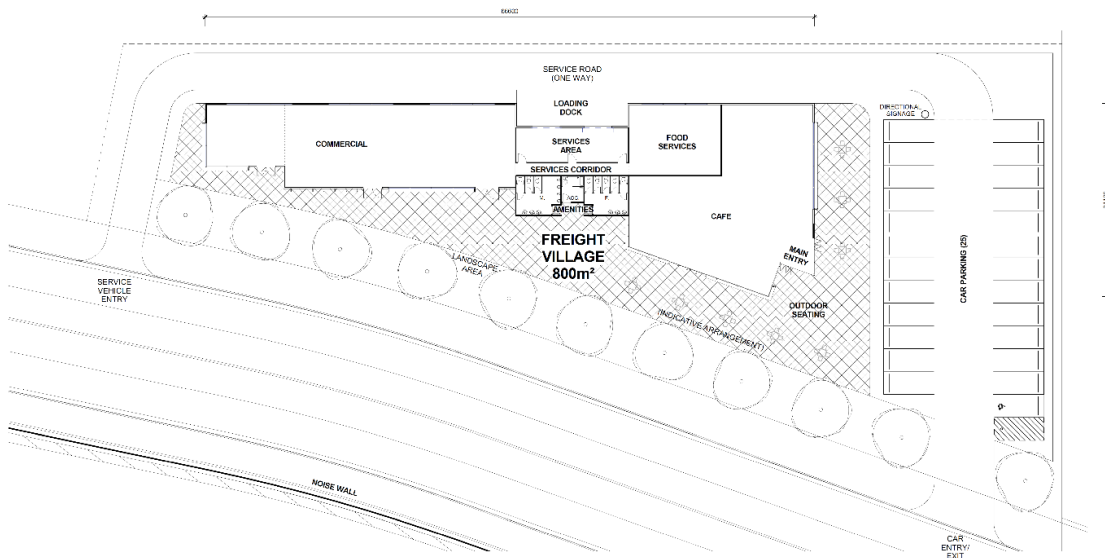 SERVICE ROAD
(ONE WAY)
LOADING
DOCK
DIRECTIONAL
SIGNAGE
COMMERCIAL
SERVICES
AREA
FOOD
SERVICES
SERVICES CORRIDOR
M.
ACC.
F.
AMENITIES
CAFE
FREIGHT
VILLAGE
800m²
MAIN
ENTRY
LANDSCAPE
AREA
OUTDOOR
SEATING
(INDICATIVE ARRANGEMENT)
CAR PARKING (25)
SERVICE
VEHICLE
ENTRY
NOISE WALL
CAR
ENTRY/
EXIT